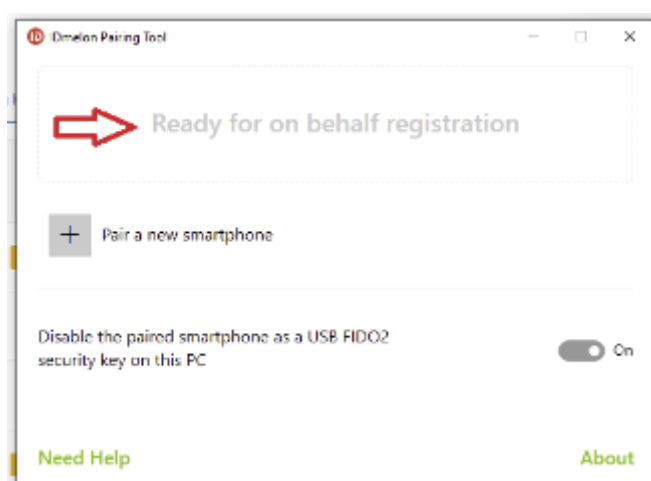 IDmelon Pairing Tool
Ready for on behalf registration
Pair a new smartphone
Disable the paired smartphone as a USB FIDO2
security key on this PC
On
Need Help
About